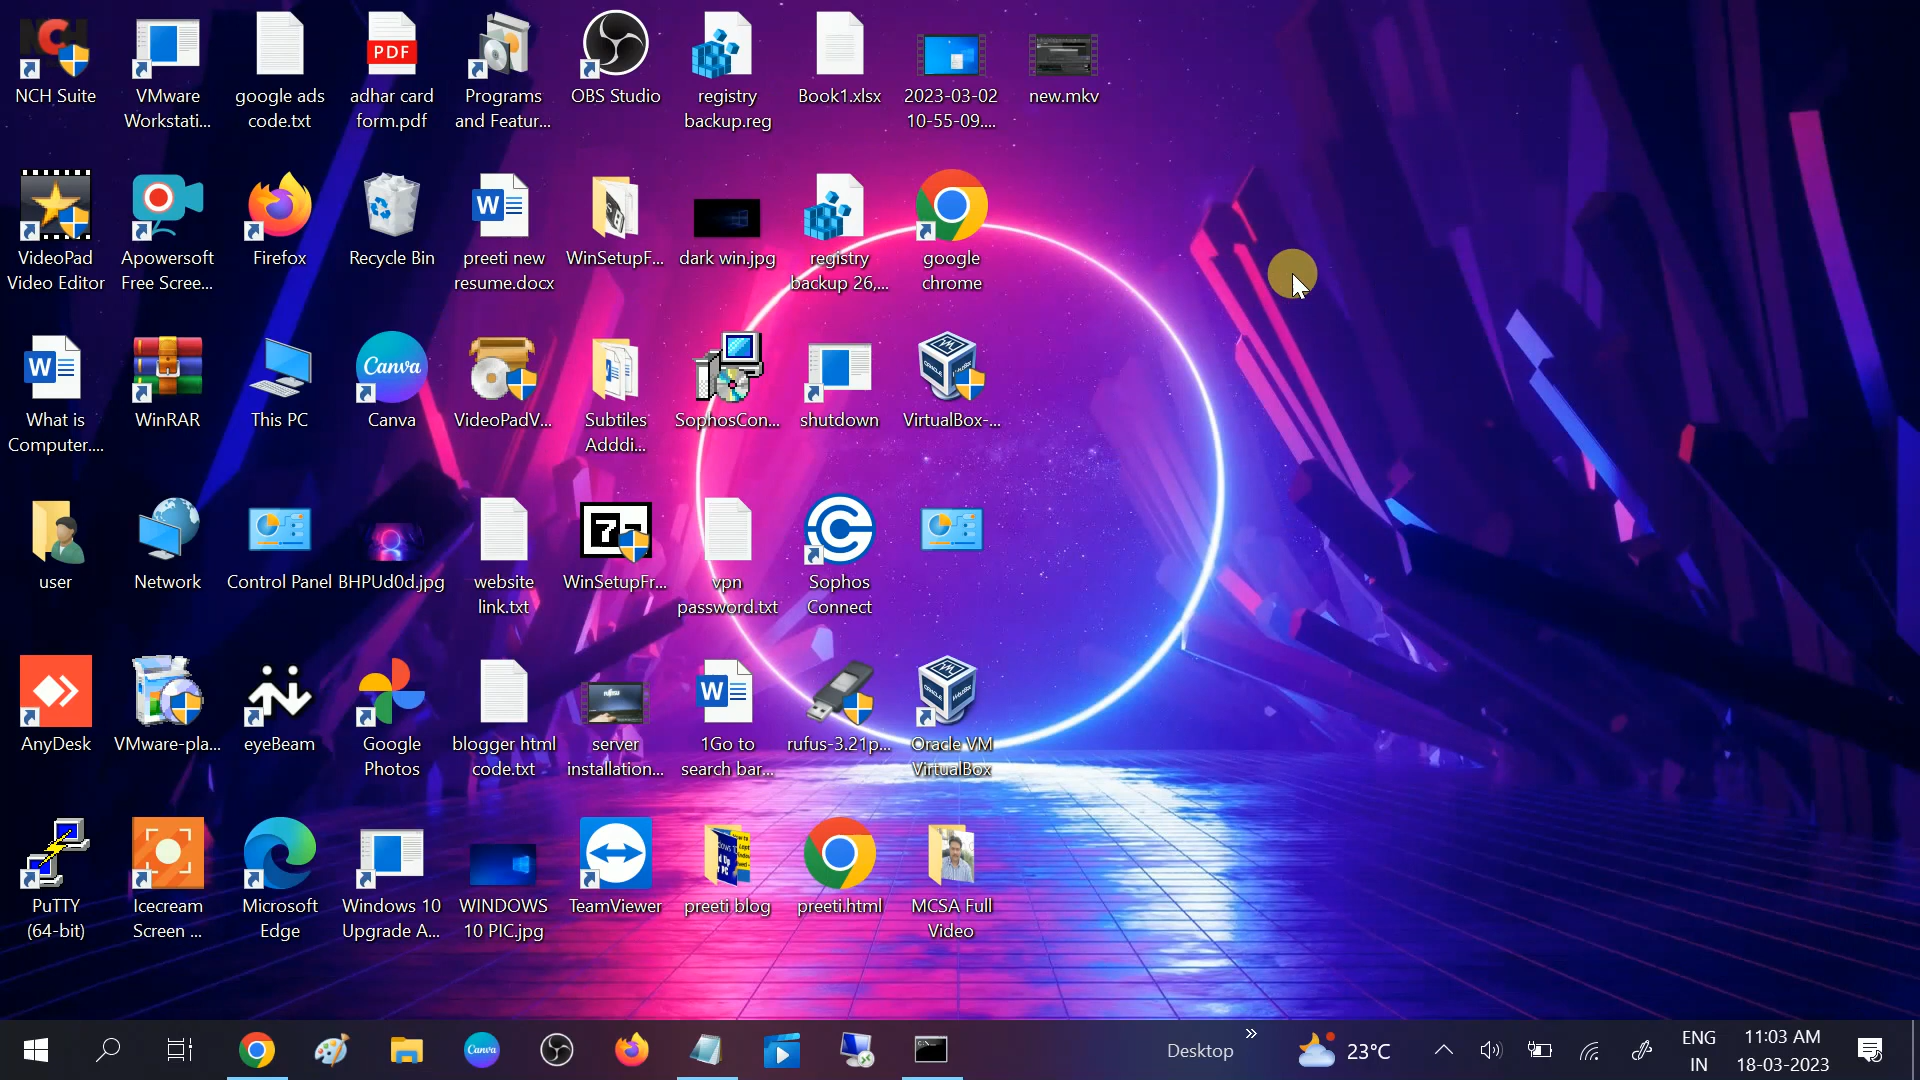 NCH Suite
VMware
Workstati...
google ads
code.txt
PDF
adhar card
form.pdf
Programs
and Featur...
OBS Studio
registry
backup.reg
Book1.xlsx
2023-03-02
10-55-09....
new.mkv
VideoPad
Video Editor
Apowersoft
Free Scree...
Firefox
Recycle Bin
W
preeti new
resume.docx
WinSetupF...
dark win.jpg
registry
backup 26,...
google
chrome
W
What is
Computer....
WinRAR
This PC
Canva
Canva
VideoPadV...
Subtiles
Adddi...
SophosCon...
shutdown
VirtualBox-...
user
Network
Control Panel
BHPUd0d.jpg
website
link.txt
WinSetupFr...
vpn
password.txt
Sophos
Connect
AnyDesk
VMware-pla...
eyeBeam
Google
Photos
blogger html
code.txt
server
installation...
W
1Go to
search bar...
rufus-3.21p...
Oracle VM
VirtualBox
PuTTY
(64-bit)
Icecream
Screen ...
Microsoft
Edge
Windows 10
Upgrade A...
WINDOWS
10 PIC.jpg
TeamViewer
preeti blog
preeti.html
MCSA Full
Video
Canva
Desktop
23°C
ENG
IN
11:03 AM
18-03-2023